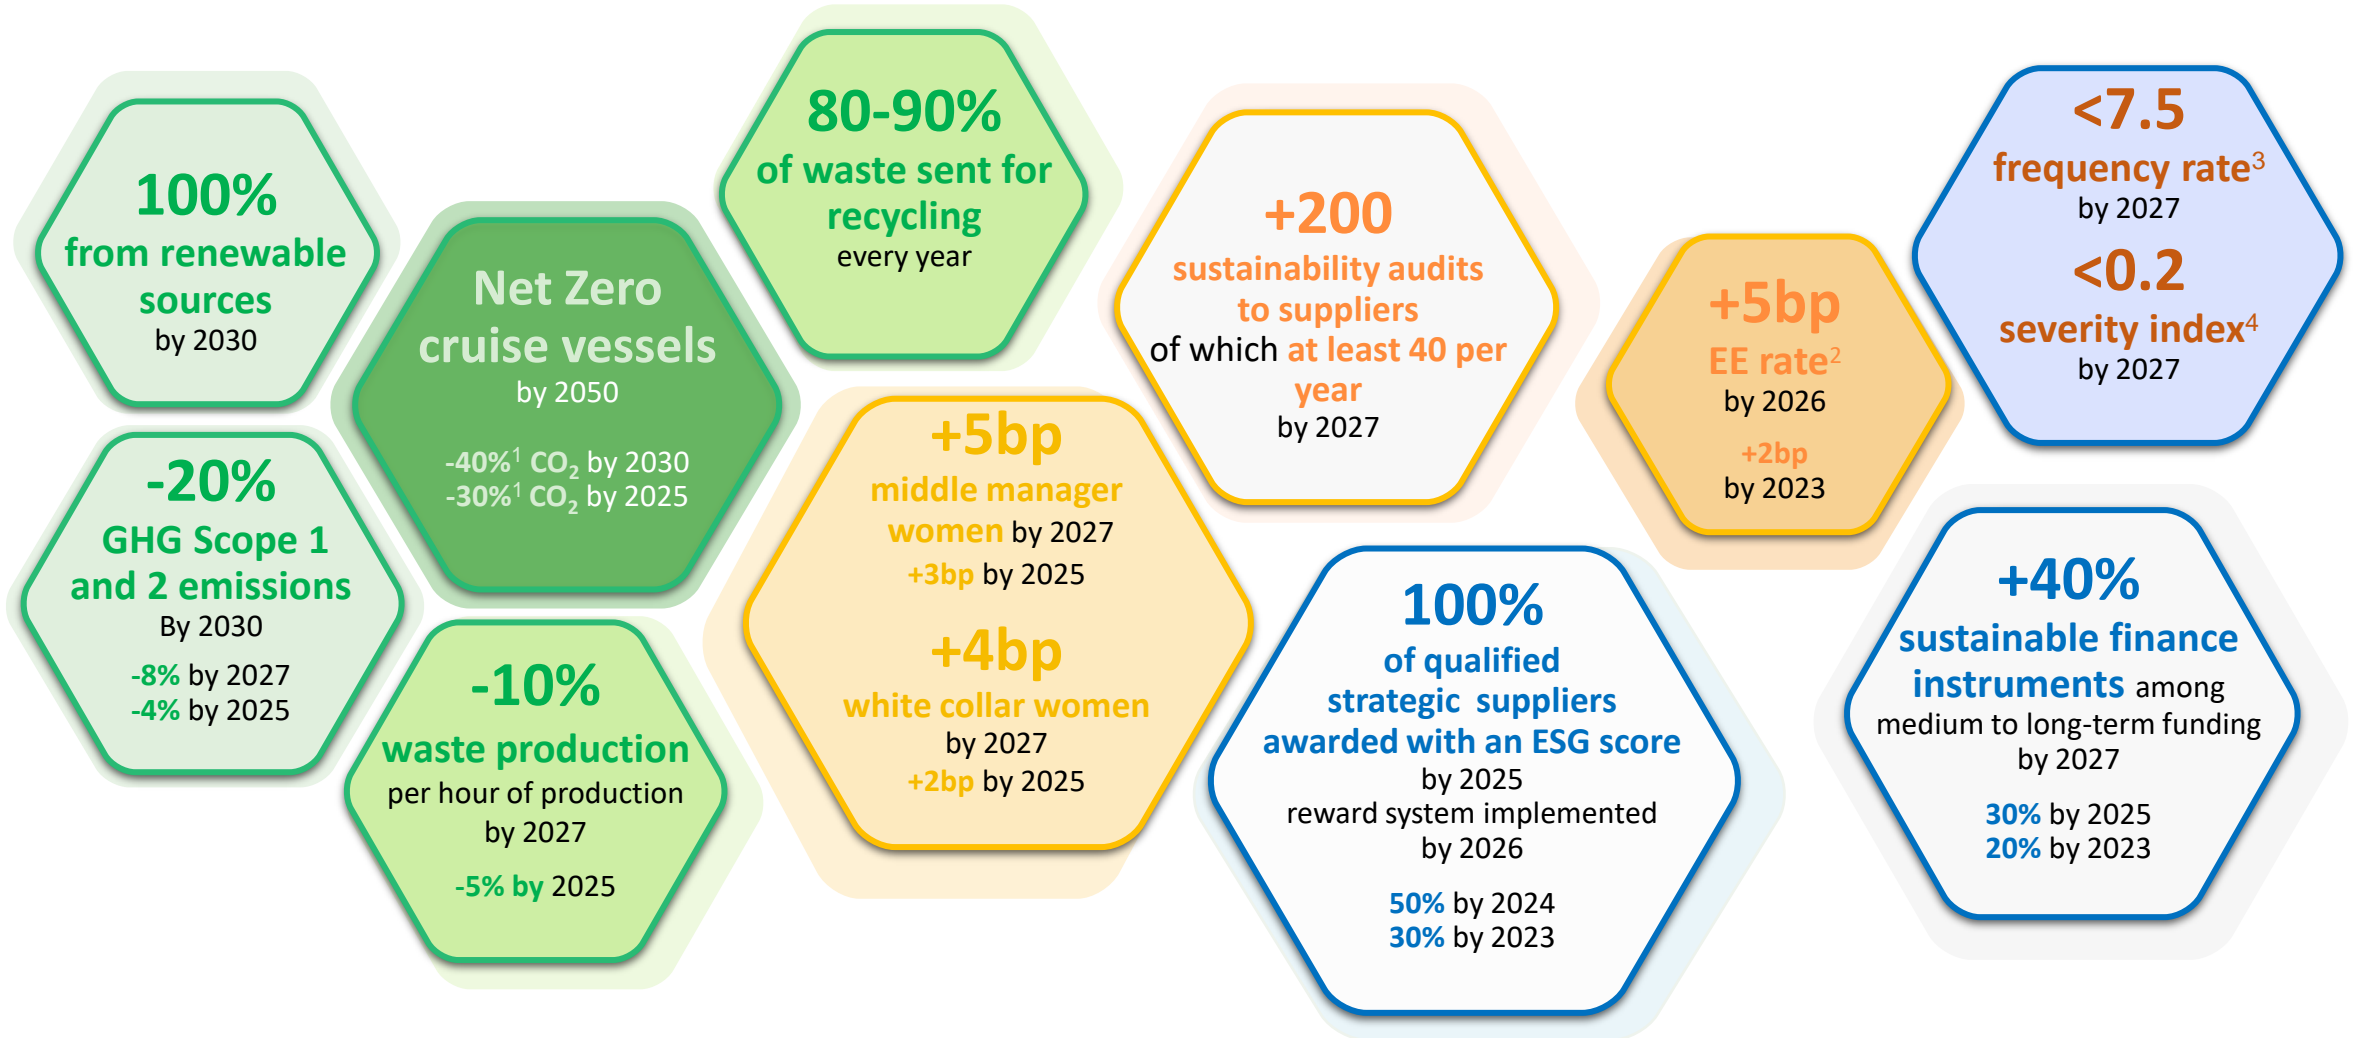 100%
from renewable
sources
by 2030
-20%
GHG Scope 1
and 2 emissions
By 2030
-8% by 2027
-4% by 2025
Net Zero
cruise vessels
by 2050
-40%¹ CO₂ by 2030
-30%¹ CO₂ by 2025
-10%
waste production
per hour of production
by 2027
-5% by 2025
80-90%
of waste sent for
recycling
every year
+5bp
middle manager
women by 2027
+3bp by 2025
+4bp
white collar women
by 2027
+2bp by 2025
+200
sustainability audits
to suppliers
of which at least 40 per
year
by 2027
100%
of qualified
strategic suppliers
awarded with an ESG score
by 2025
reward system implemented
by 2026
50% by 2024
30% by 2023
+5bp
EE rate²
by 2026
+2bp
by 2023
<7.5
frequency rate³
by 2027
<0.2
severity index⁴
by 2027
+40%
sustainable finance
instruments among
medium to long-term funding
by 2027
30% by 2025
20% by 2023